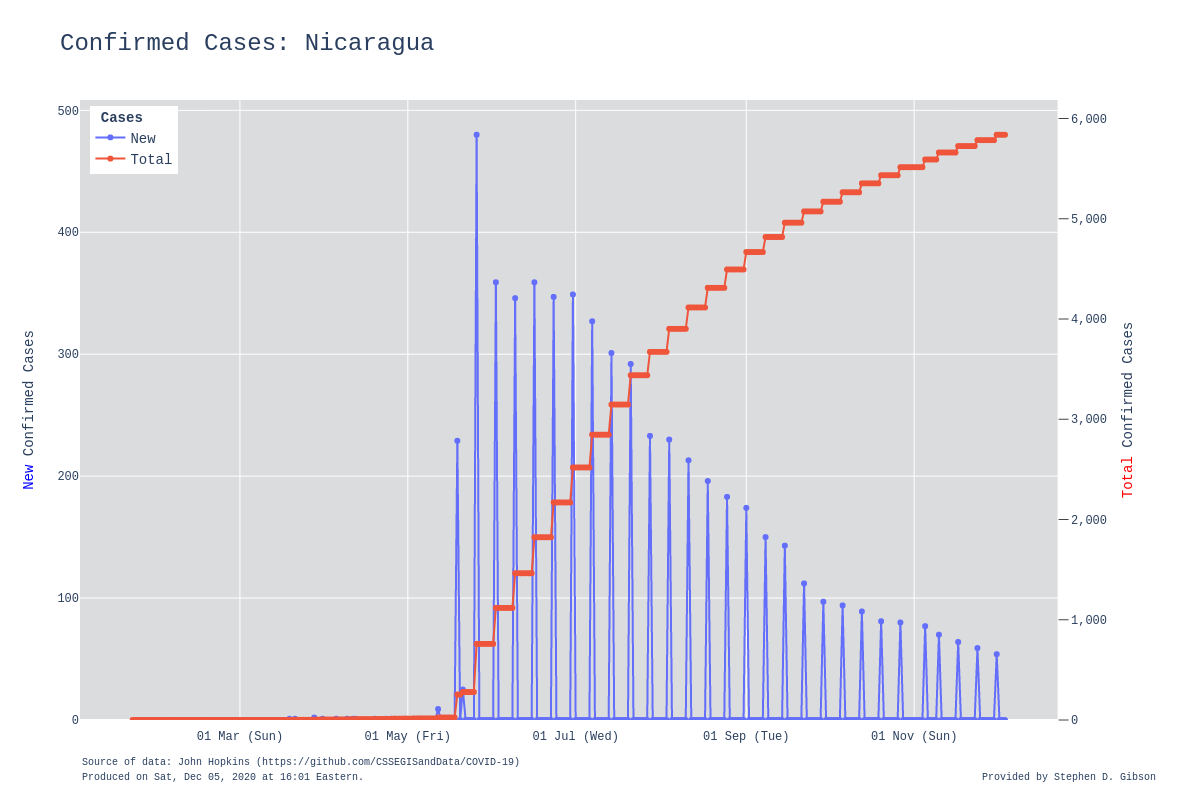 Confirmed Cases: Nicaragua
Cases
New
Total
500
400
300
200
100
0
New Confirmed Cases
6,000
5,000
4,000
3,000
2,000
1,000
0
Total Confirmed Cases
01 Mar (Sun) 01 May (Fri) 01 Jul (Wed) 01 Sep (Tue) 01 Nov (Sun)
Source of data: John Hopkins (https://github.com/CSSEGISandData/COVID-19)
Produced on Sat, Dec 05, 2020 at 16:01 Eastern.
Provided by Stephen D. Gibson